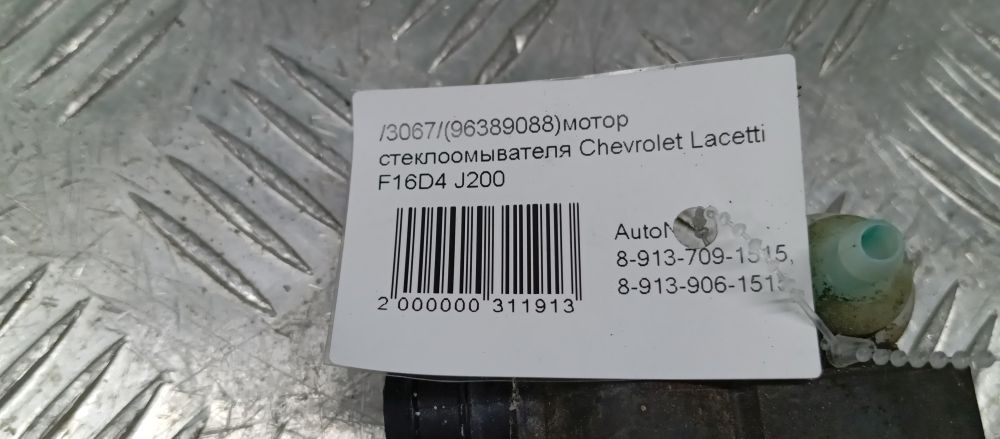 /3067/(96389088)мотор
стеклоомывателя Chevrolet Lacetti
F16D4 J200
2 000000 311913
8-913-709-1515,
8-913-906-151